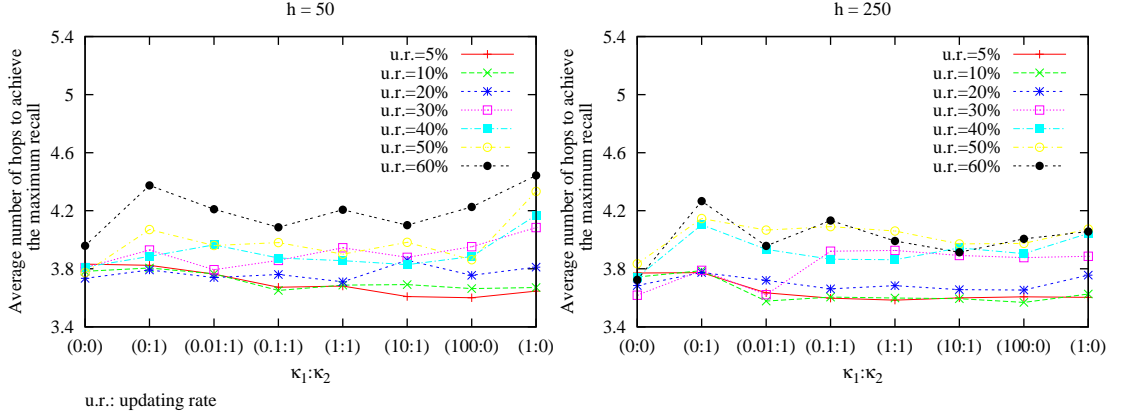 h = 50
Average number of hops to achieve
the maximum recall
5.4
5
4.6
4.2
3.8
3.4
u.r.=5%
u.r.=10%
u.r.=20%
u.r.=30%
u.r.=40%
u.r.=50%
u.r.=60%
(0:0) (0:1) (0.01:1) (0.1:1) (1:1) (10:1) (100:0) (1:0)
κ1:κ2
u.r.: updating rate
h = 250
Average number of hops to achieve
the maximum recall
5.4
5
4.6
4.2
3.8
3.4
u.r.=5%
u.r.=10%
u.r.=20%
u.r.=30%
u.r.=40%
u.r.=50%
u.r.=60%
(0:0) (0:1) (0.01:1) (0.1:1) (1:1) (10:1) (100:0) (1:0)
κ1:κ2